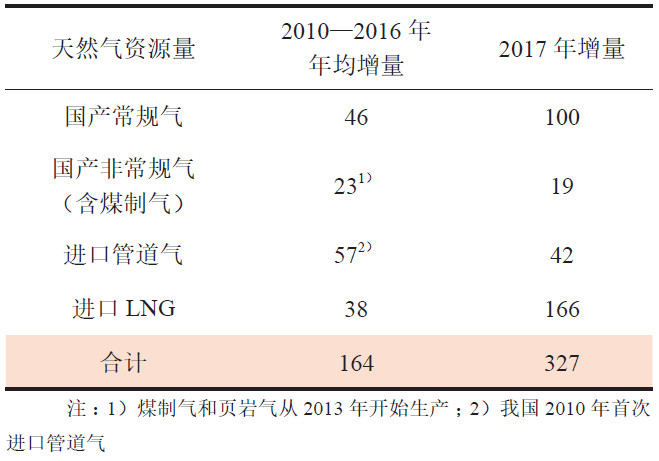 天然气资源量 2010—2016 年年均增量 2017 年增量
国产常规气 46 100
国产非常规气（含煤制气） 23¹⁾ 19
进口管道气 57²⁾ 42
进口 LNG 38 166
合计 164 327
注：1）煤制气和页岩气从 2013 年开始生产；2）我国 2010 年首次
进口管道气